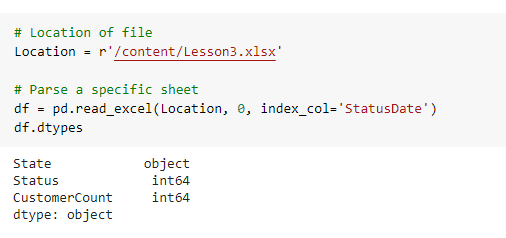 # Location of file
Location = r'/content/Lesson3.xlsx'
# Parse a specific sheet
df = pd.read_excel(Location, 0, index_col='StatusDate')
df.dtypes
State            object
Status            int64
CustomerCount     int64
dtype: object